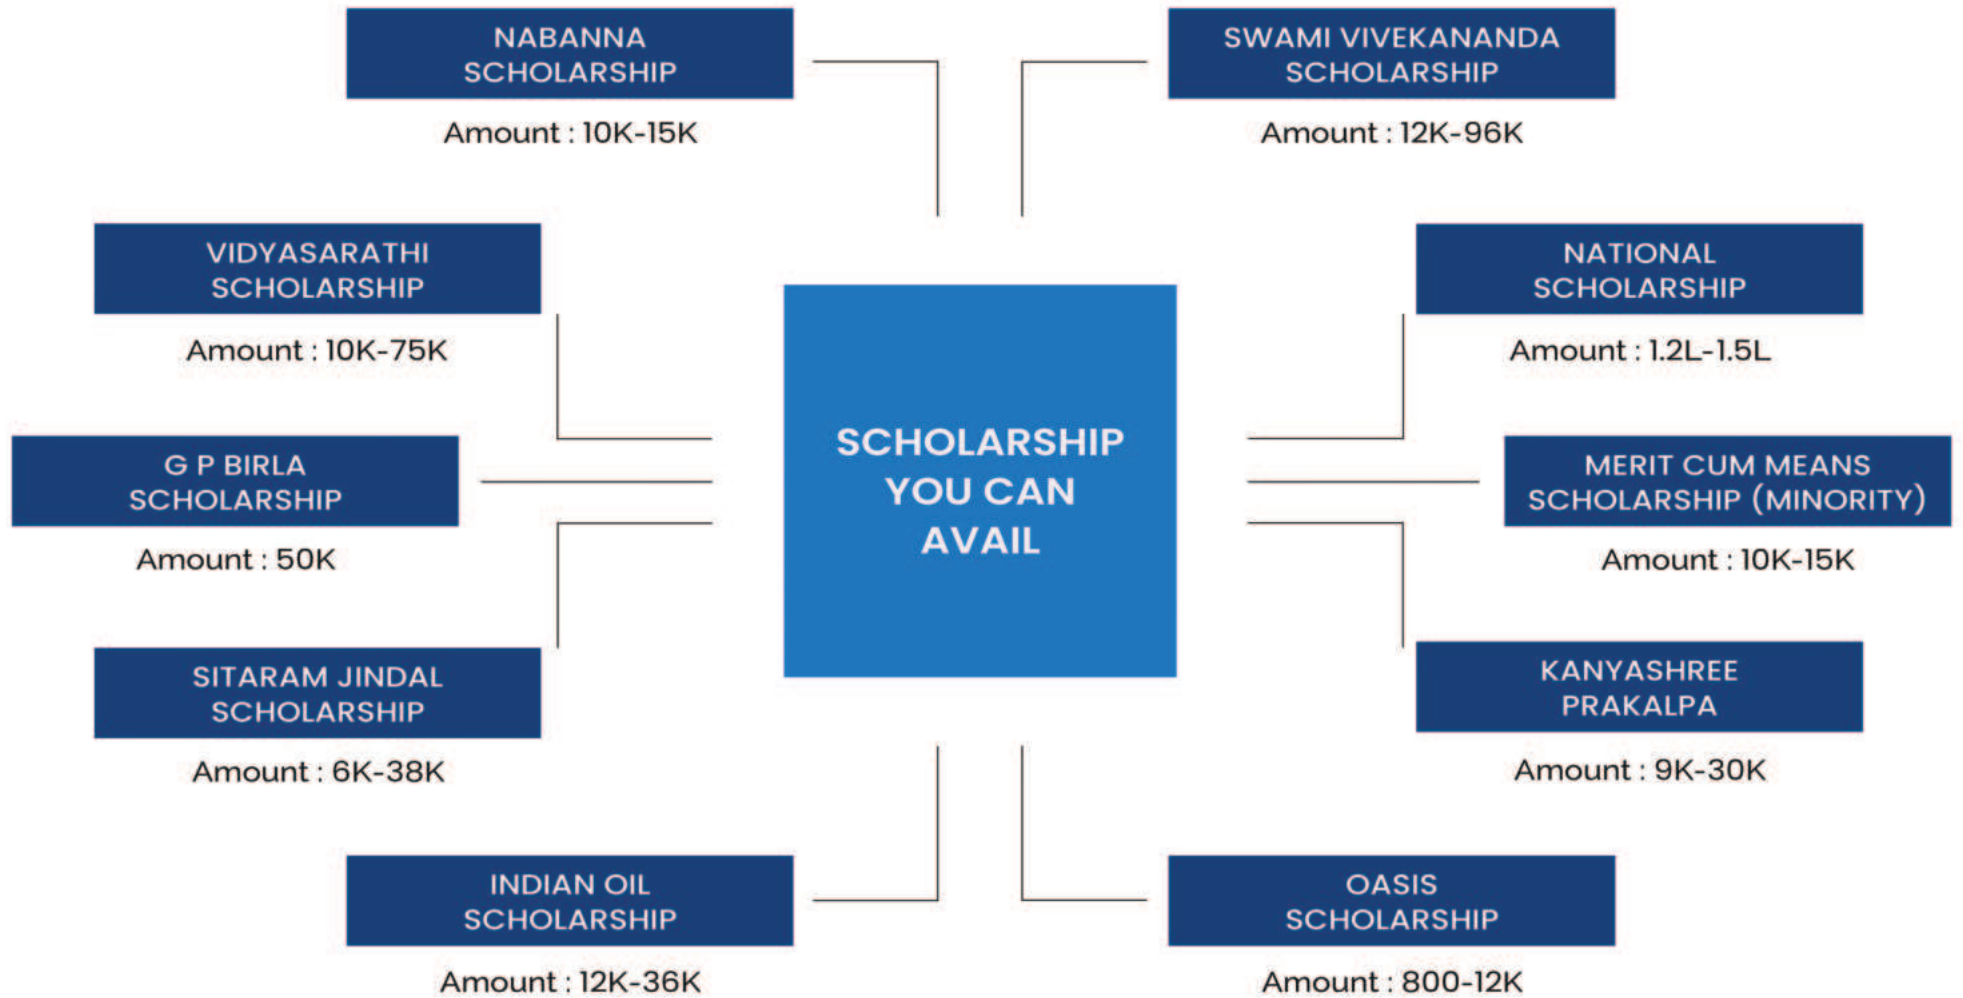 NABANNA
SCHOLARSHIP
Amount : 10K-15K
SWAMI VIVEKANANDA
SCHOLARSHIP
Amount : 12K-96K
VIDYASARATHI
SCHOLARSHIP
Amount : 10K-75K
NATIONAL
SCHOLARSHIP
Amount : 1.2L-1.5L
G P BIRLA
SCHOLARSHIP
Amount : 50K
SCHOLARSHIP
YOU CAN
AVAIL
MERIT CUM MEANS
SCHOLARSHIP (MINORITY)
Amount : 10K-15K
SITARAM JINDAL
SCHOLARSHIP
Amount : 6K-38K
KANYASHREE
PRAKALPA
Amount : 9K-30K
INDIAN OIL
SCHOLARSHIP
Amount : 12K-36K
OASIS
SCHOLARSHIP
Amount : 800-12K